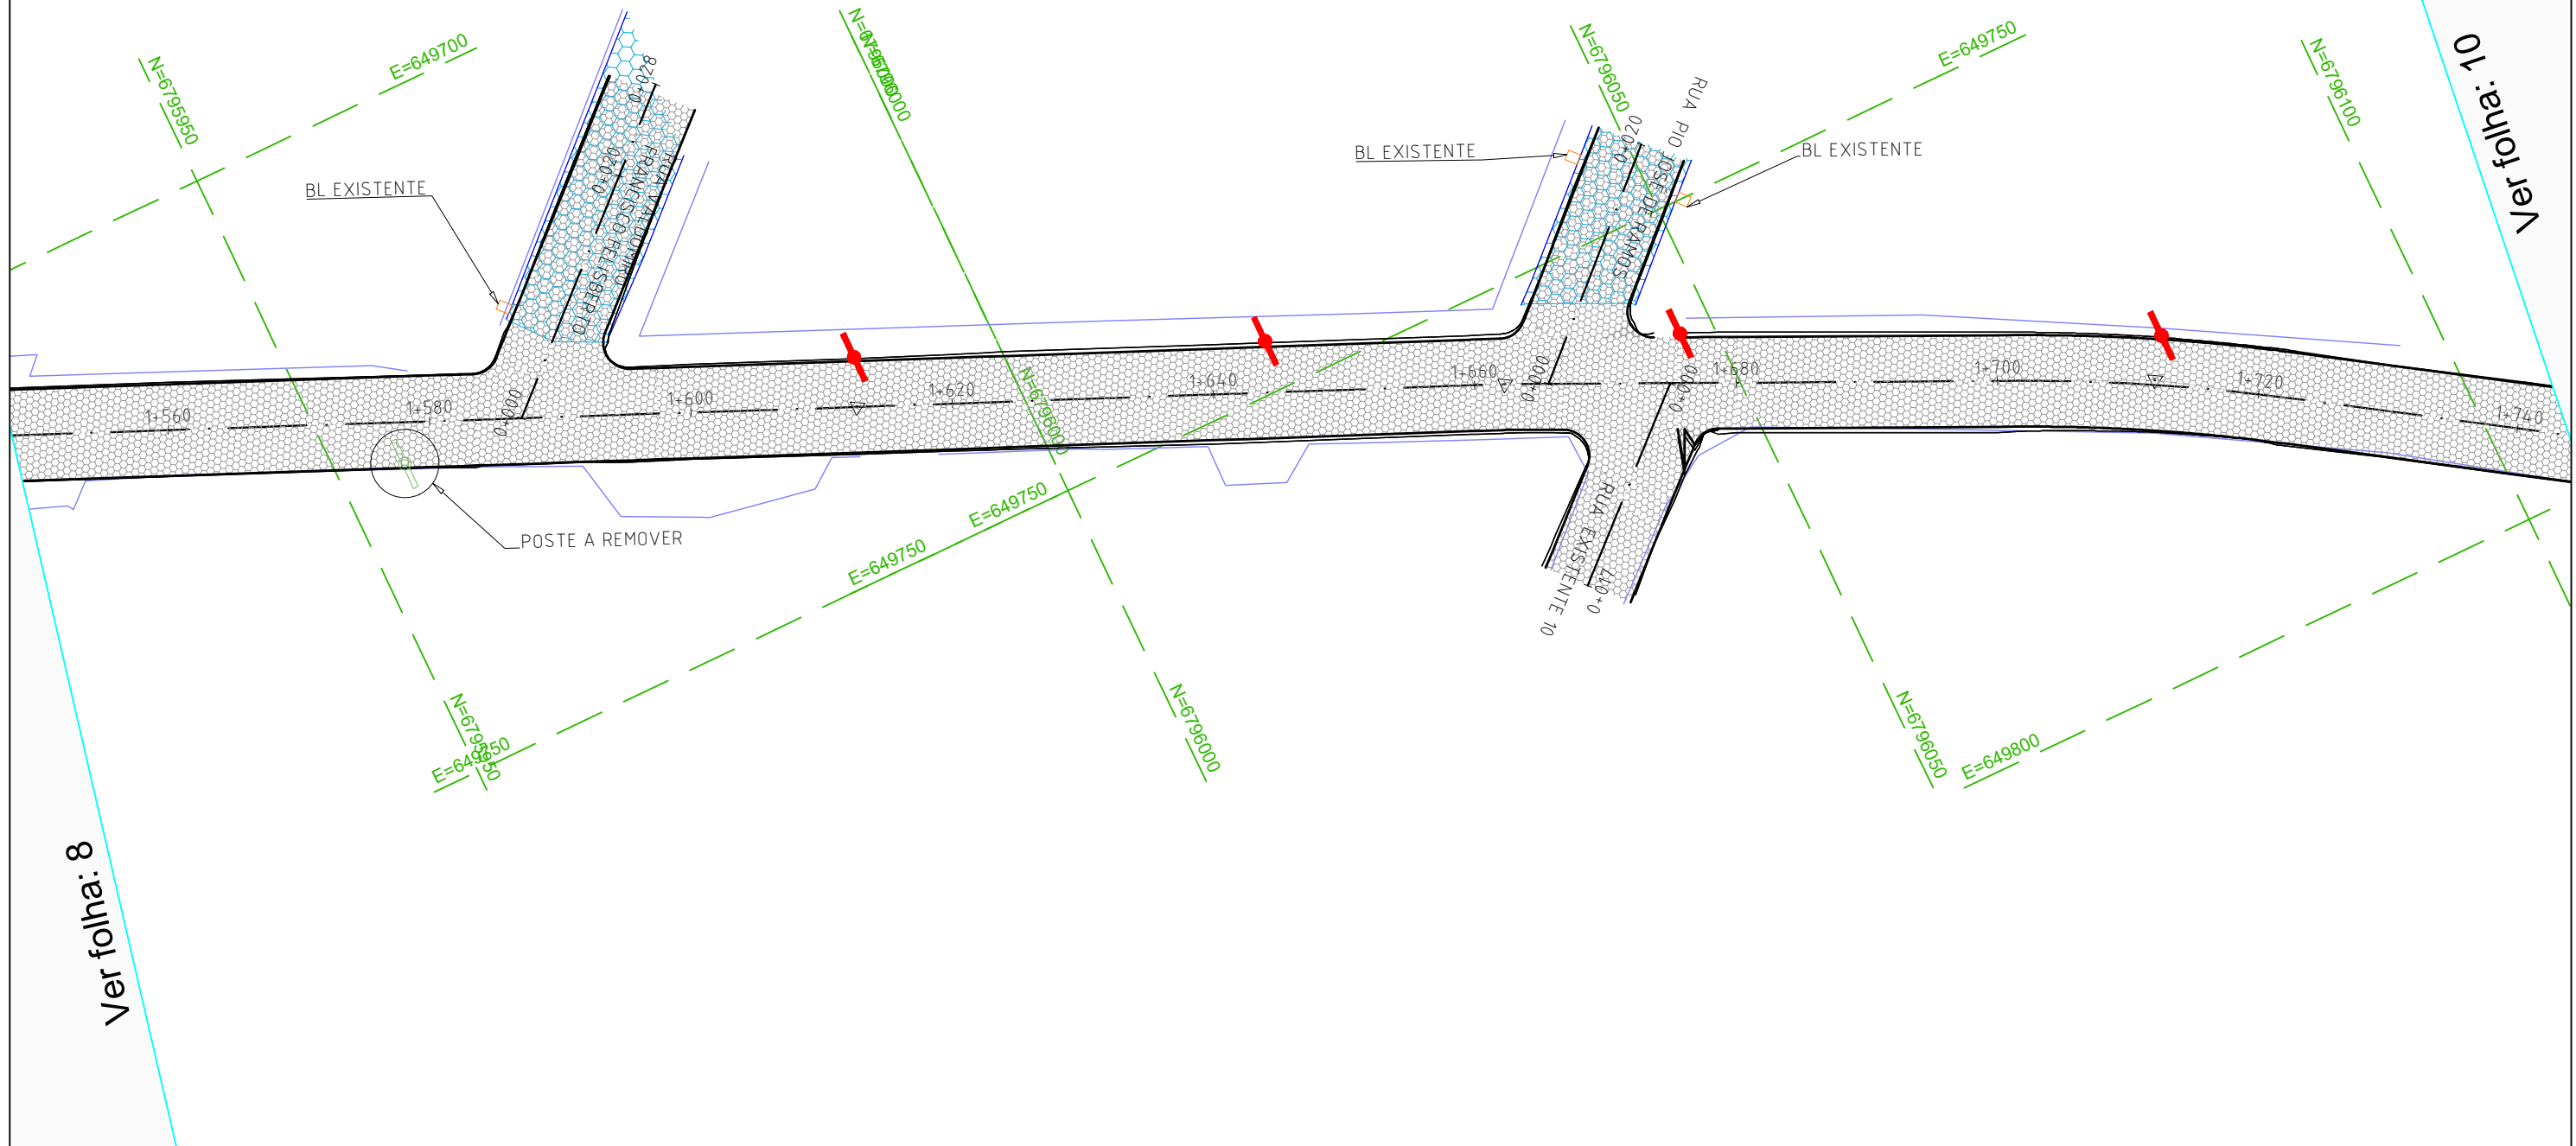 N=6795950
E=649700
N=6796000
N=6796050
E=649750
N=6796100
Ver folha: 10
0+028
0+020
FRANCISCO FELISBERTO
BL EXISTENTE
BL EXISTENTE
0+020
RUA PIO JOSE DE RAMOS
BL EXISTENTE
1+560
1+580
0+000
1+600
1+620
1+640
1+660
0+000
0+000
1+680
1+700
1+720
1+740
N=6796000
POSTE A REMOVER
E=649750
E=649750
RUA EXISTENTE 10
0+017
N=6795950
E=649750
N=6796000
N=6796050
E=649800
Ver folha: 8